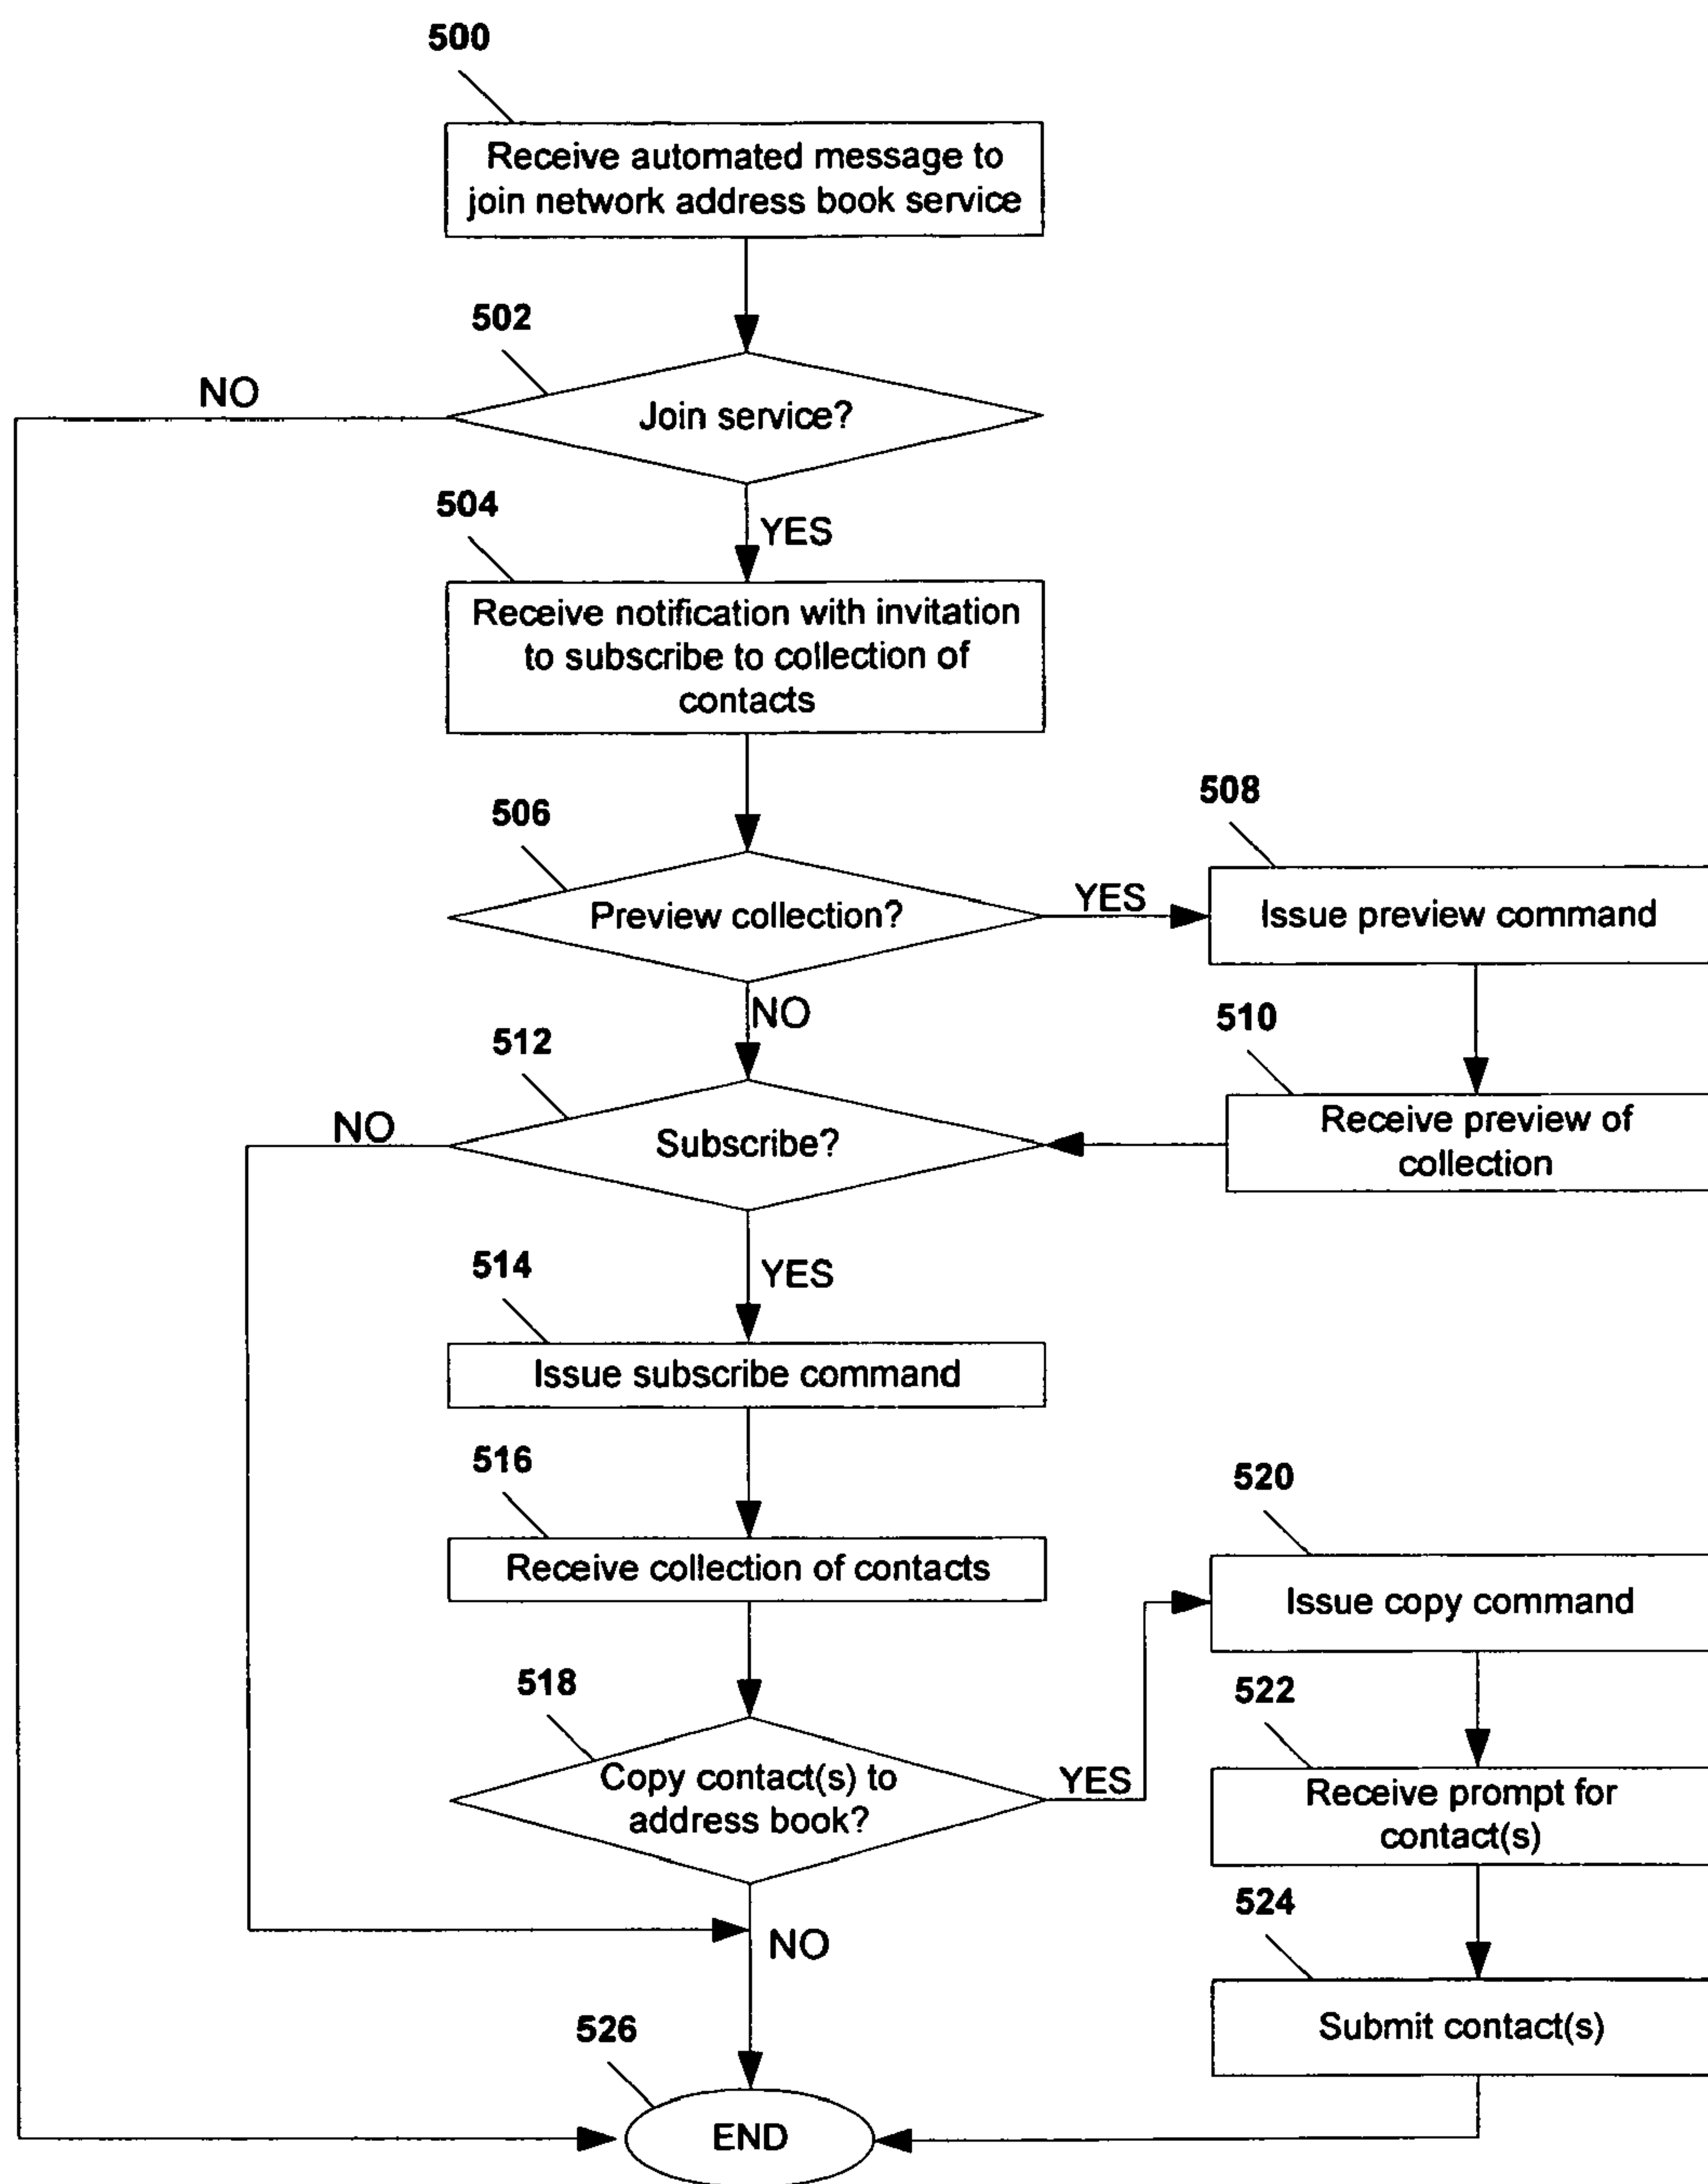 500
Receive automated message to
join network address book service
502
NO
Join service?
YES
504
Receive notification with invitation
to subscribe to collection of
contacts
506
Preview collection?
YES
508
Issue preview command
NO
510
Receive preview of
collection
512
NO
Subscribe?
YES
514
Issue subscribe command
516
Receive collection of contacts
518
Copy contact(s) to
address book?
YES
520
Issue copy command
522
Receive prompt for
contact(s)
524
Submit contact(s)
NO
526
END